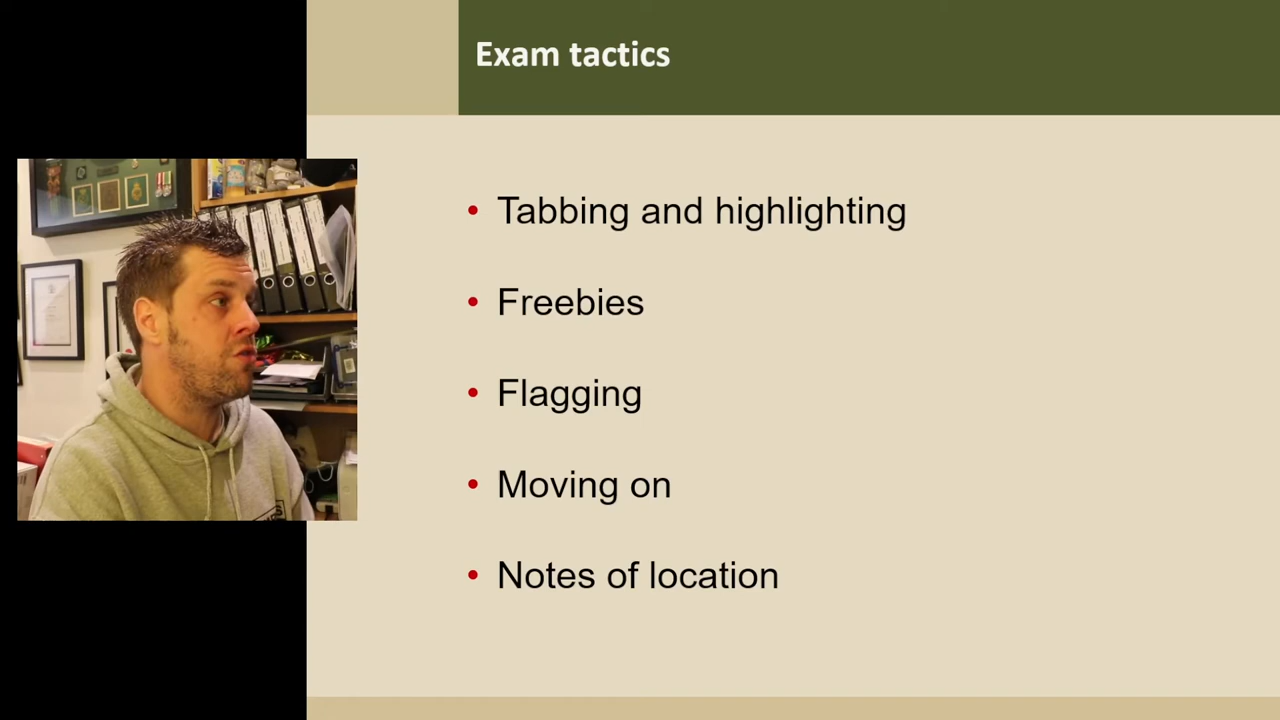 Exam tactics
• Tabbing and highlighting
• Freebies
• Flagging
• Moving on
• Notes of location